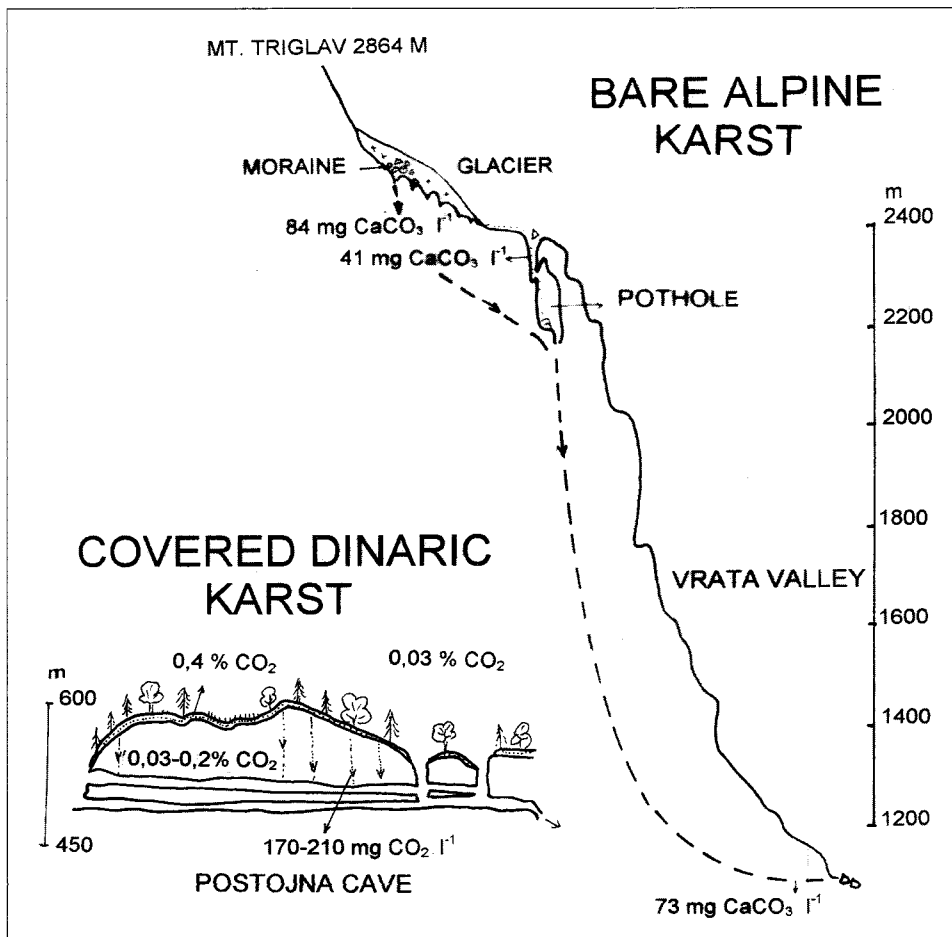 MT. TRIGLAV 2864 M
BARE ALPINE
KARST
MORAINE
GLACIER
84 mg CaCO₃ l⁻¹
41 mg CaCO₃ l⁻¹
POTHOLE
m
2400
2200
2000
1800
1600
1400
1200
VRATA VALLEY
73 mg CaCO₃ l⁻¹
COVERED DINARIC
KARST
0,4 % CO₂
0,03 % CO₂
m
600
450
0,03-0,2% CO₂
170-210 mg CO₂ l⁻¹
POSTOJNA CAVE